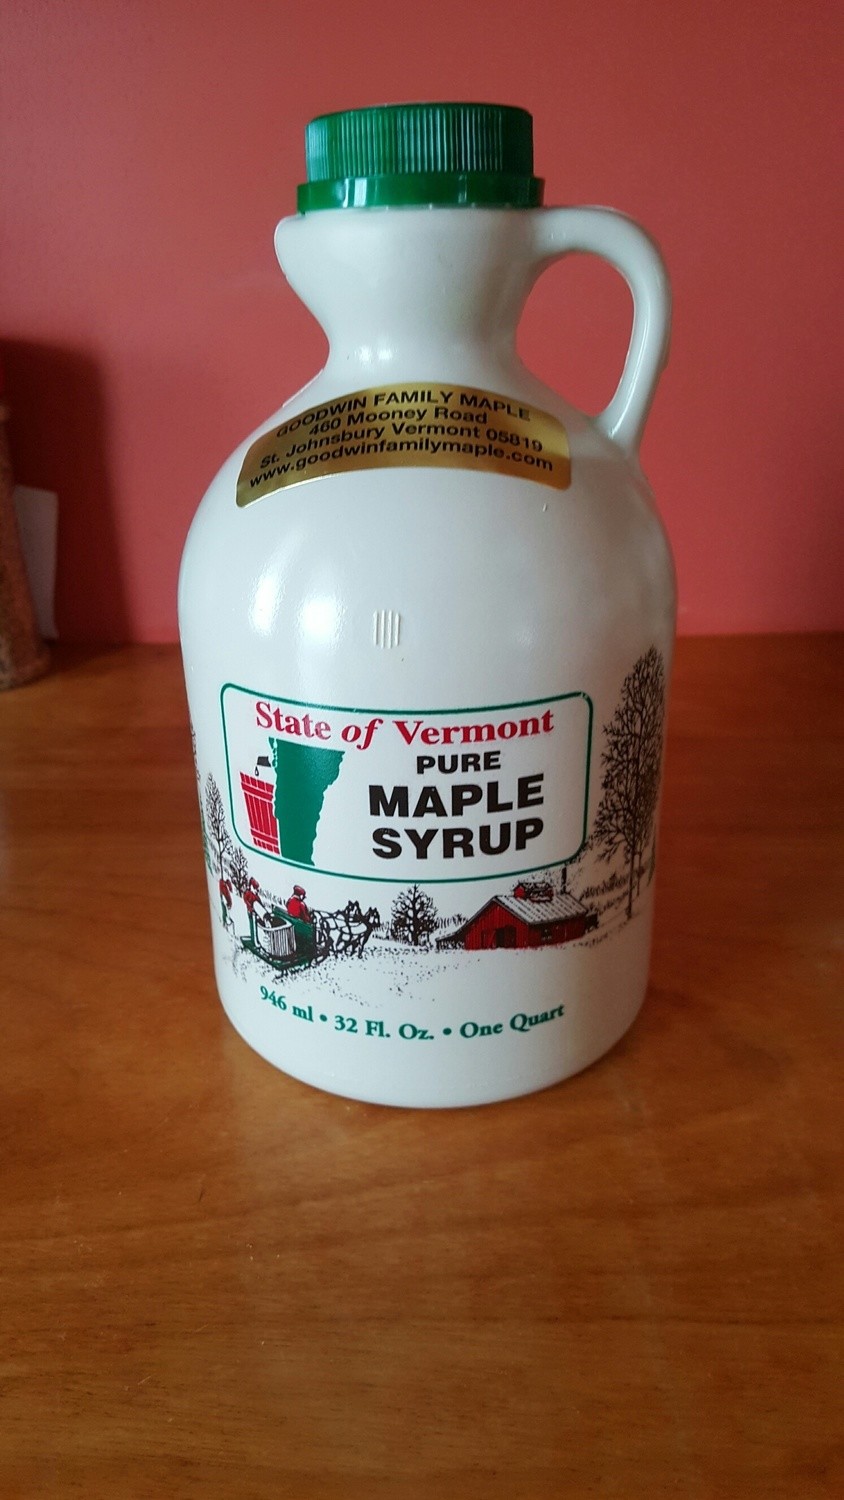 GOODWIN FAMILY MAPLE
460 Mooney Road
St. Johnsbury Vermont 05819
www.goodwinfamilymaple.com
State of Vermont
PURE
MAPLE
SYRUP
946 ml • 32 Fl. Oz. • One Quart